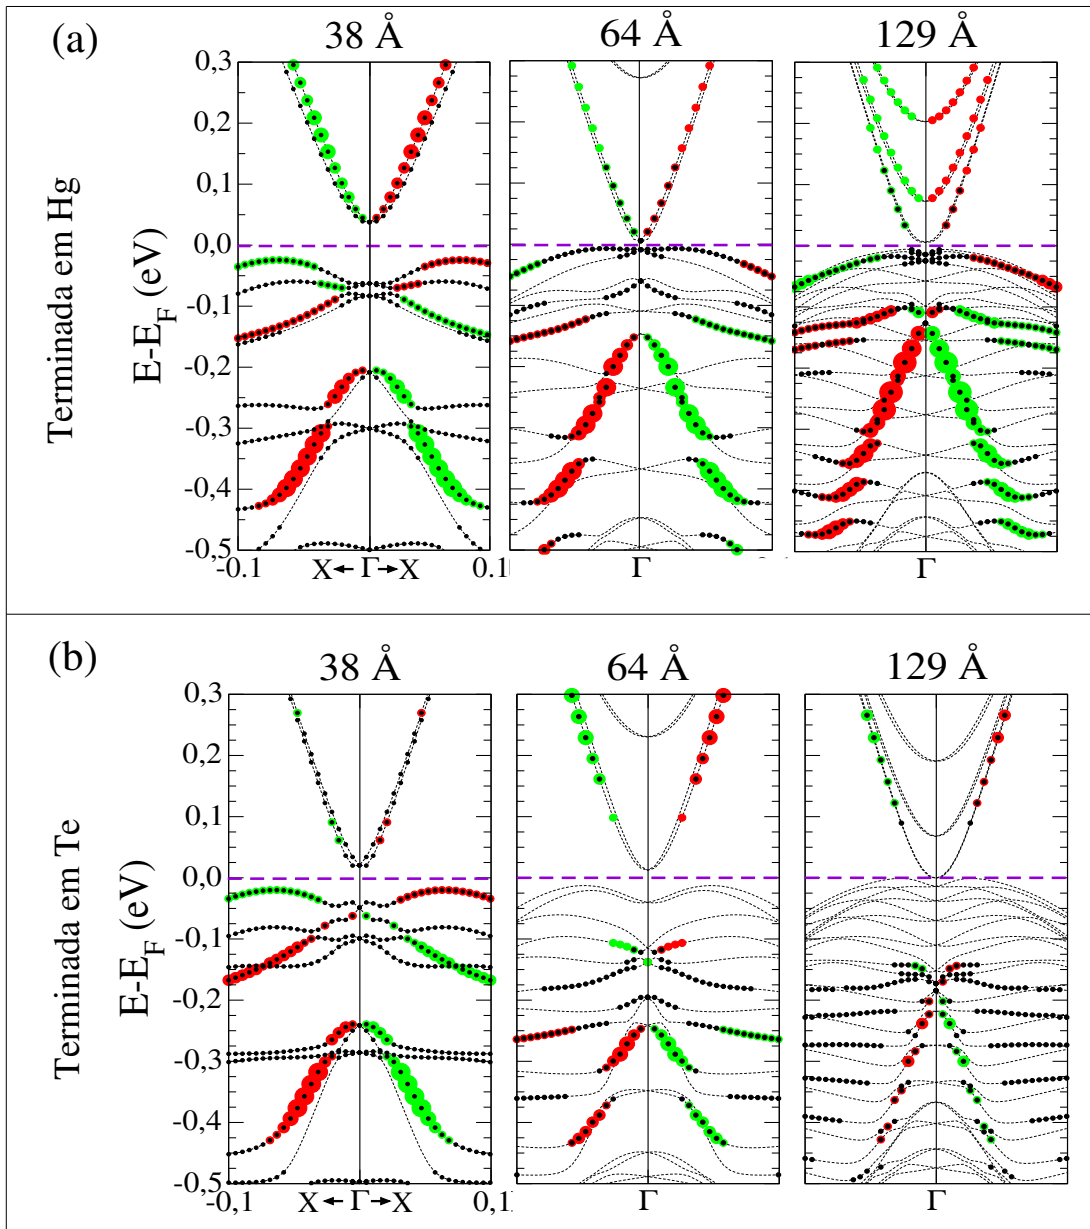 (a)
38 Å 64 Å 129 Å
Terminada em Hg
E-E_F (eV)
0,3
0,2
0,1
0,0
-0,1
-0,2
-0,3
-0,4
-0,5
-0.1 X ← Γ → X 0.1 Γ Γ
(b)
38 Å 64 Å 129 Å
Terminada em Te
E-E_F (eV)
0,3
0,2
0,1
0,0
-0,1
-0,2
-0,3
-0,4
-0,5
-0,1 X ← Γ → X 0,1 Γ Γ